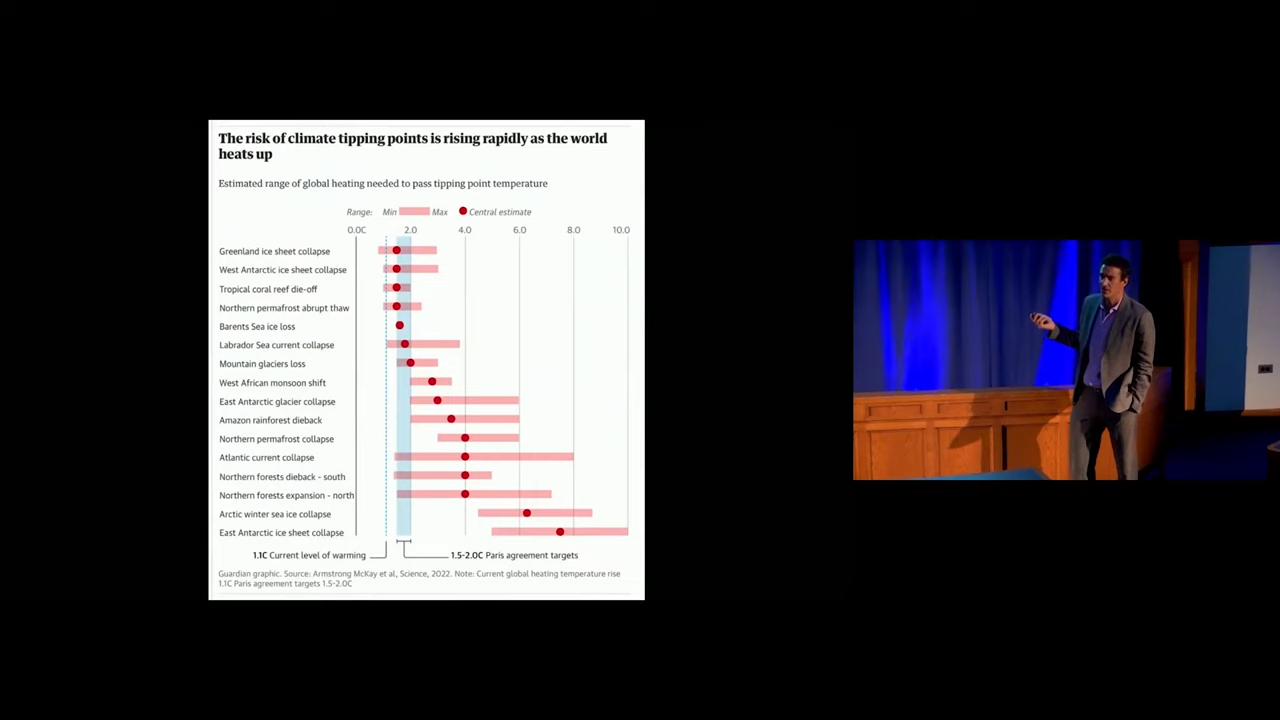 The risk of climate tipping points is rising rapidly as the world
heats up
Estimated range of global heating needed to pass tipping point temperature
Range: Min Max Central estimate
0.0C 2.0 4.0 6.0 8.0 10.0
Greenland ice sheet collapse
West Antarctic ice sheet collapse
Tropical coral reef die-off
Northern permafrost abrupt thaw
Barents Sea ice loss
Labrador Sea current collapse
Mountain glaciers loss
West African monsoon shift
East Antarctic glacier collapse
Amazon rainforest dieback
Northern permafrost collapse
Atlantic current collapse
Northern forests dieback - south
Northern forests expansion - north
Arctic winter sea ice collapse
East Antarctic ice sheet collapse
1.1C Current level of warming 1.5-2.0C Paris agreement targets
Guardian graphic. Source: Armstrong McKay et al, Science, 2022. Note: Current global heating temperature rise
1.1C Paris agreement targets 1.5-2.0C